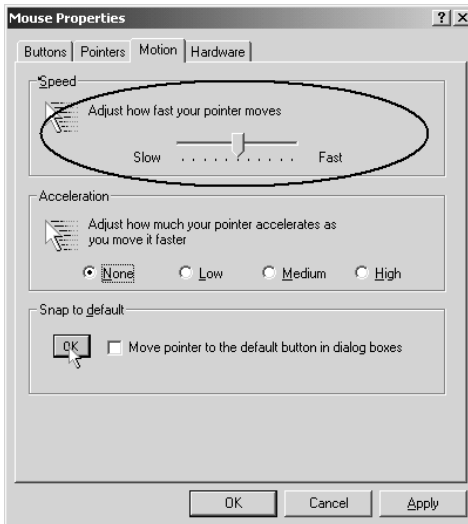 Mouse Properties
Buttons Pointers Motion Hardware
Speed
Adjust how fast your pointer moves
Slow Fast
Acceleration
Adjust how much your pointer accelerates as
you move it faster
None Low Medium High
Snap to default
OK Move pointer to the default button in dialog boxes
OK Cancel Apply